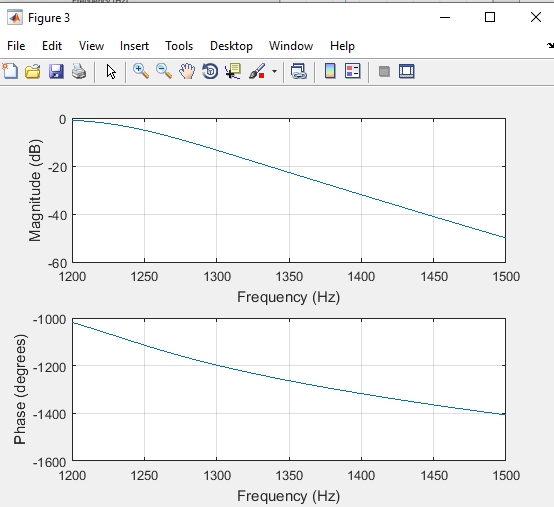 Frequency (Hz)
Figure 3
File Edit View Insert Tools Desktop Window Help
0
-20
-40
-60
Magnitude (dB)
1200 1250 1300 1350 1400 1450 1500
Frequency (Hz)
-1000
-1200
-1400
-1600
Phase (degrees)
1200 1250 1300 1350 1400 1450 1500
Frequency (Hz)